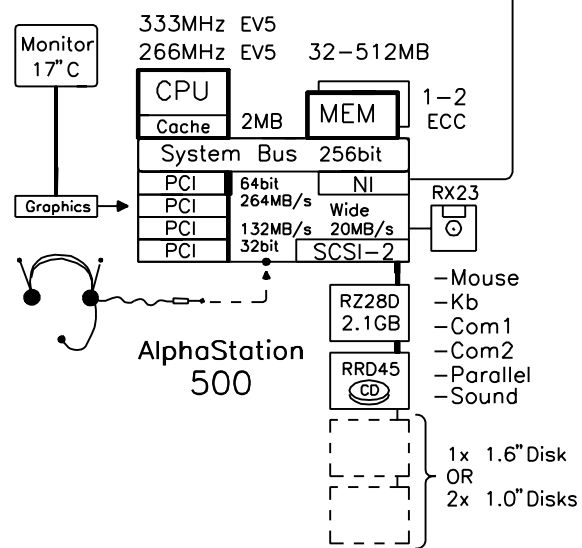 333MHz EV5
266MHz EV5
32-512MB
Monitor
17"C
CPU
Cache
2MB
MEM
1-2
ECC
System Bus 256bit
PCI
PCI
PCI
PCI
64bit
264MB/s
132MB/s
32bit
NI
Wide
20MB/s
SCSI-2
RX23
Graphics
RZ28D
2.1GB
RRD45
CD
-Mouse
-Kb
-Com1
-Com2
-Parallel
-Sound
AlphaStation
500
1x 1.6"Disk
OR
2x 1.0"Disks